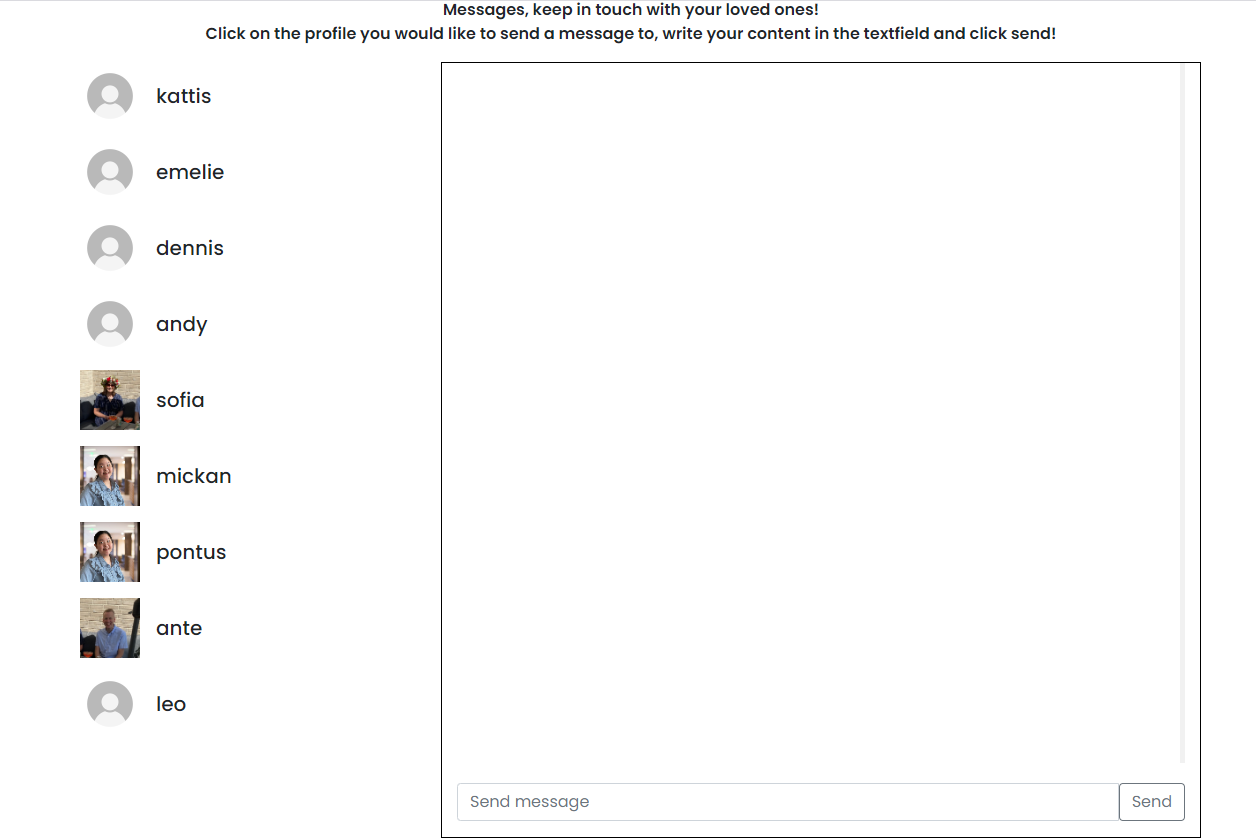 Messages, keep in touch with your loved ones!
Click on the profile you would like to send a message to, write your content in the textfield and click send!
kattis
emelie
dennis
andy
sofia
mickan
pontus
ante
leo
Send message
Send